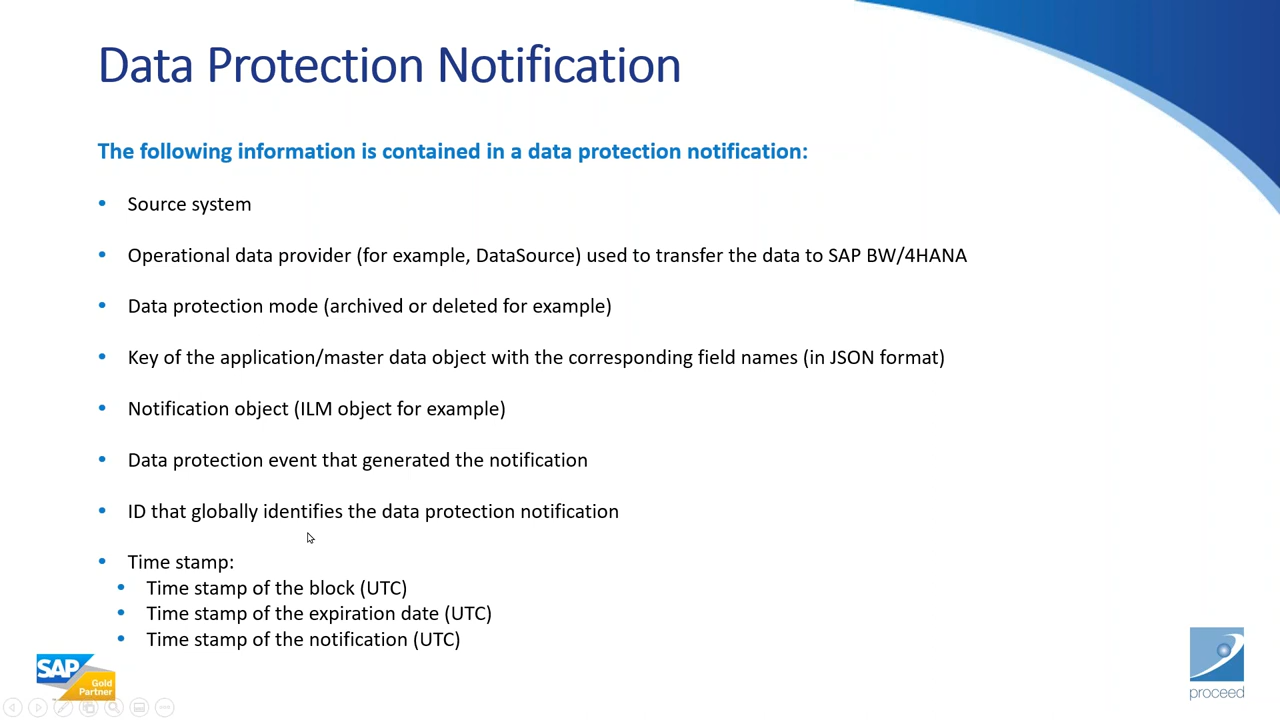 Data Protection Notification
The following information is contained in a data protection notification:
• Source system
• Operational data provider (for example, DataSource) used to transfer the data to SAP BW/4HANA
• Data protection mode (archived or deleted for example)
• Key of the application/master data object with the corresponding field names (in JSON format)
• Notification object (ILM object for example)
• Data protection event that generated the notification
• ID that globally identifies the data protection notification
• Time stamp:
• Time stamp of the block (UTC)
• Time stamp of the expiration date (UTC)
• Time stamp of the notification (UTC)
SAP
Gold
Partner
proceed